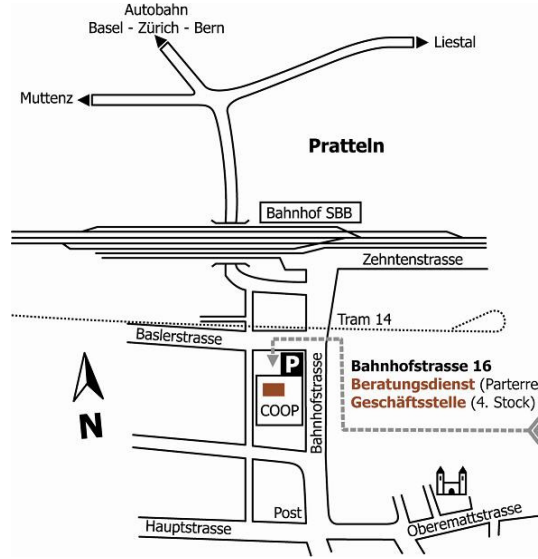 Autobahn
Basel - Zürich - Bern
Liestal
Muttenz
Pratteln
Bahnhof SBB
Zehntenstrasse
Tram 14
Baslerstrasse
P
Bahnhofstrasse
Bahnhofstrasse 16
Beratungsdienst (Parterre
Geschäftsstelle (4. Stock)
COOP
N
Post
Hauptstrasse
Oberemattstrasse